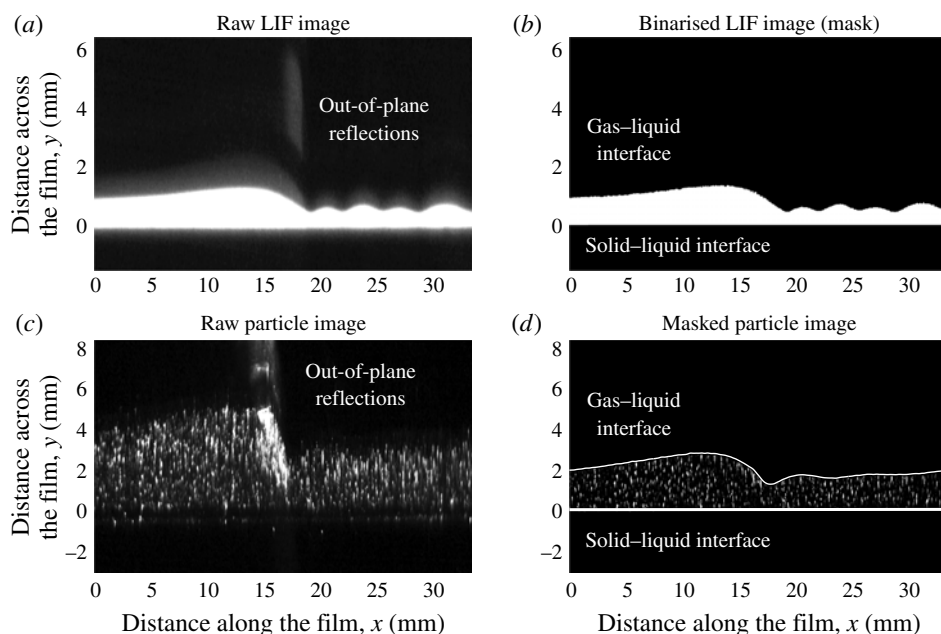 (a) Raw LIF image
6
4
2
0
Distance across
the film, y (mm)
Out-of-plane
reflections
0 5 10 15 20 25 30
(b) Binarised LIF image (mask)
6
4
2
0
Gas–liquid
interface
Solid–liquid interface
0 5 10 15 20 25 30
(c) Raw particle image
8
6
4
2
0
–2
Distance across
the film, y (mm)
Out-of-plane
reflections
0 5 10 15 20 25 30
Distance along the film, x (mm)
(d) Masked particle image
8
6
4
2
0
–2
Gas–liquid
interface
Solid–liquid interface
0 5 10 15 20 25 30
Distance along the film, x (mm)